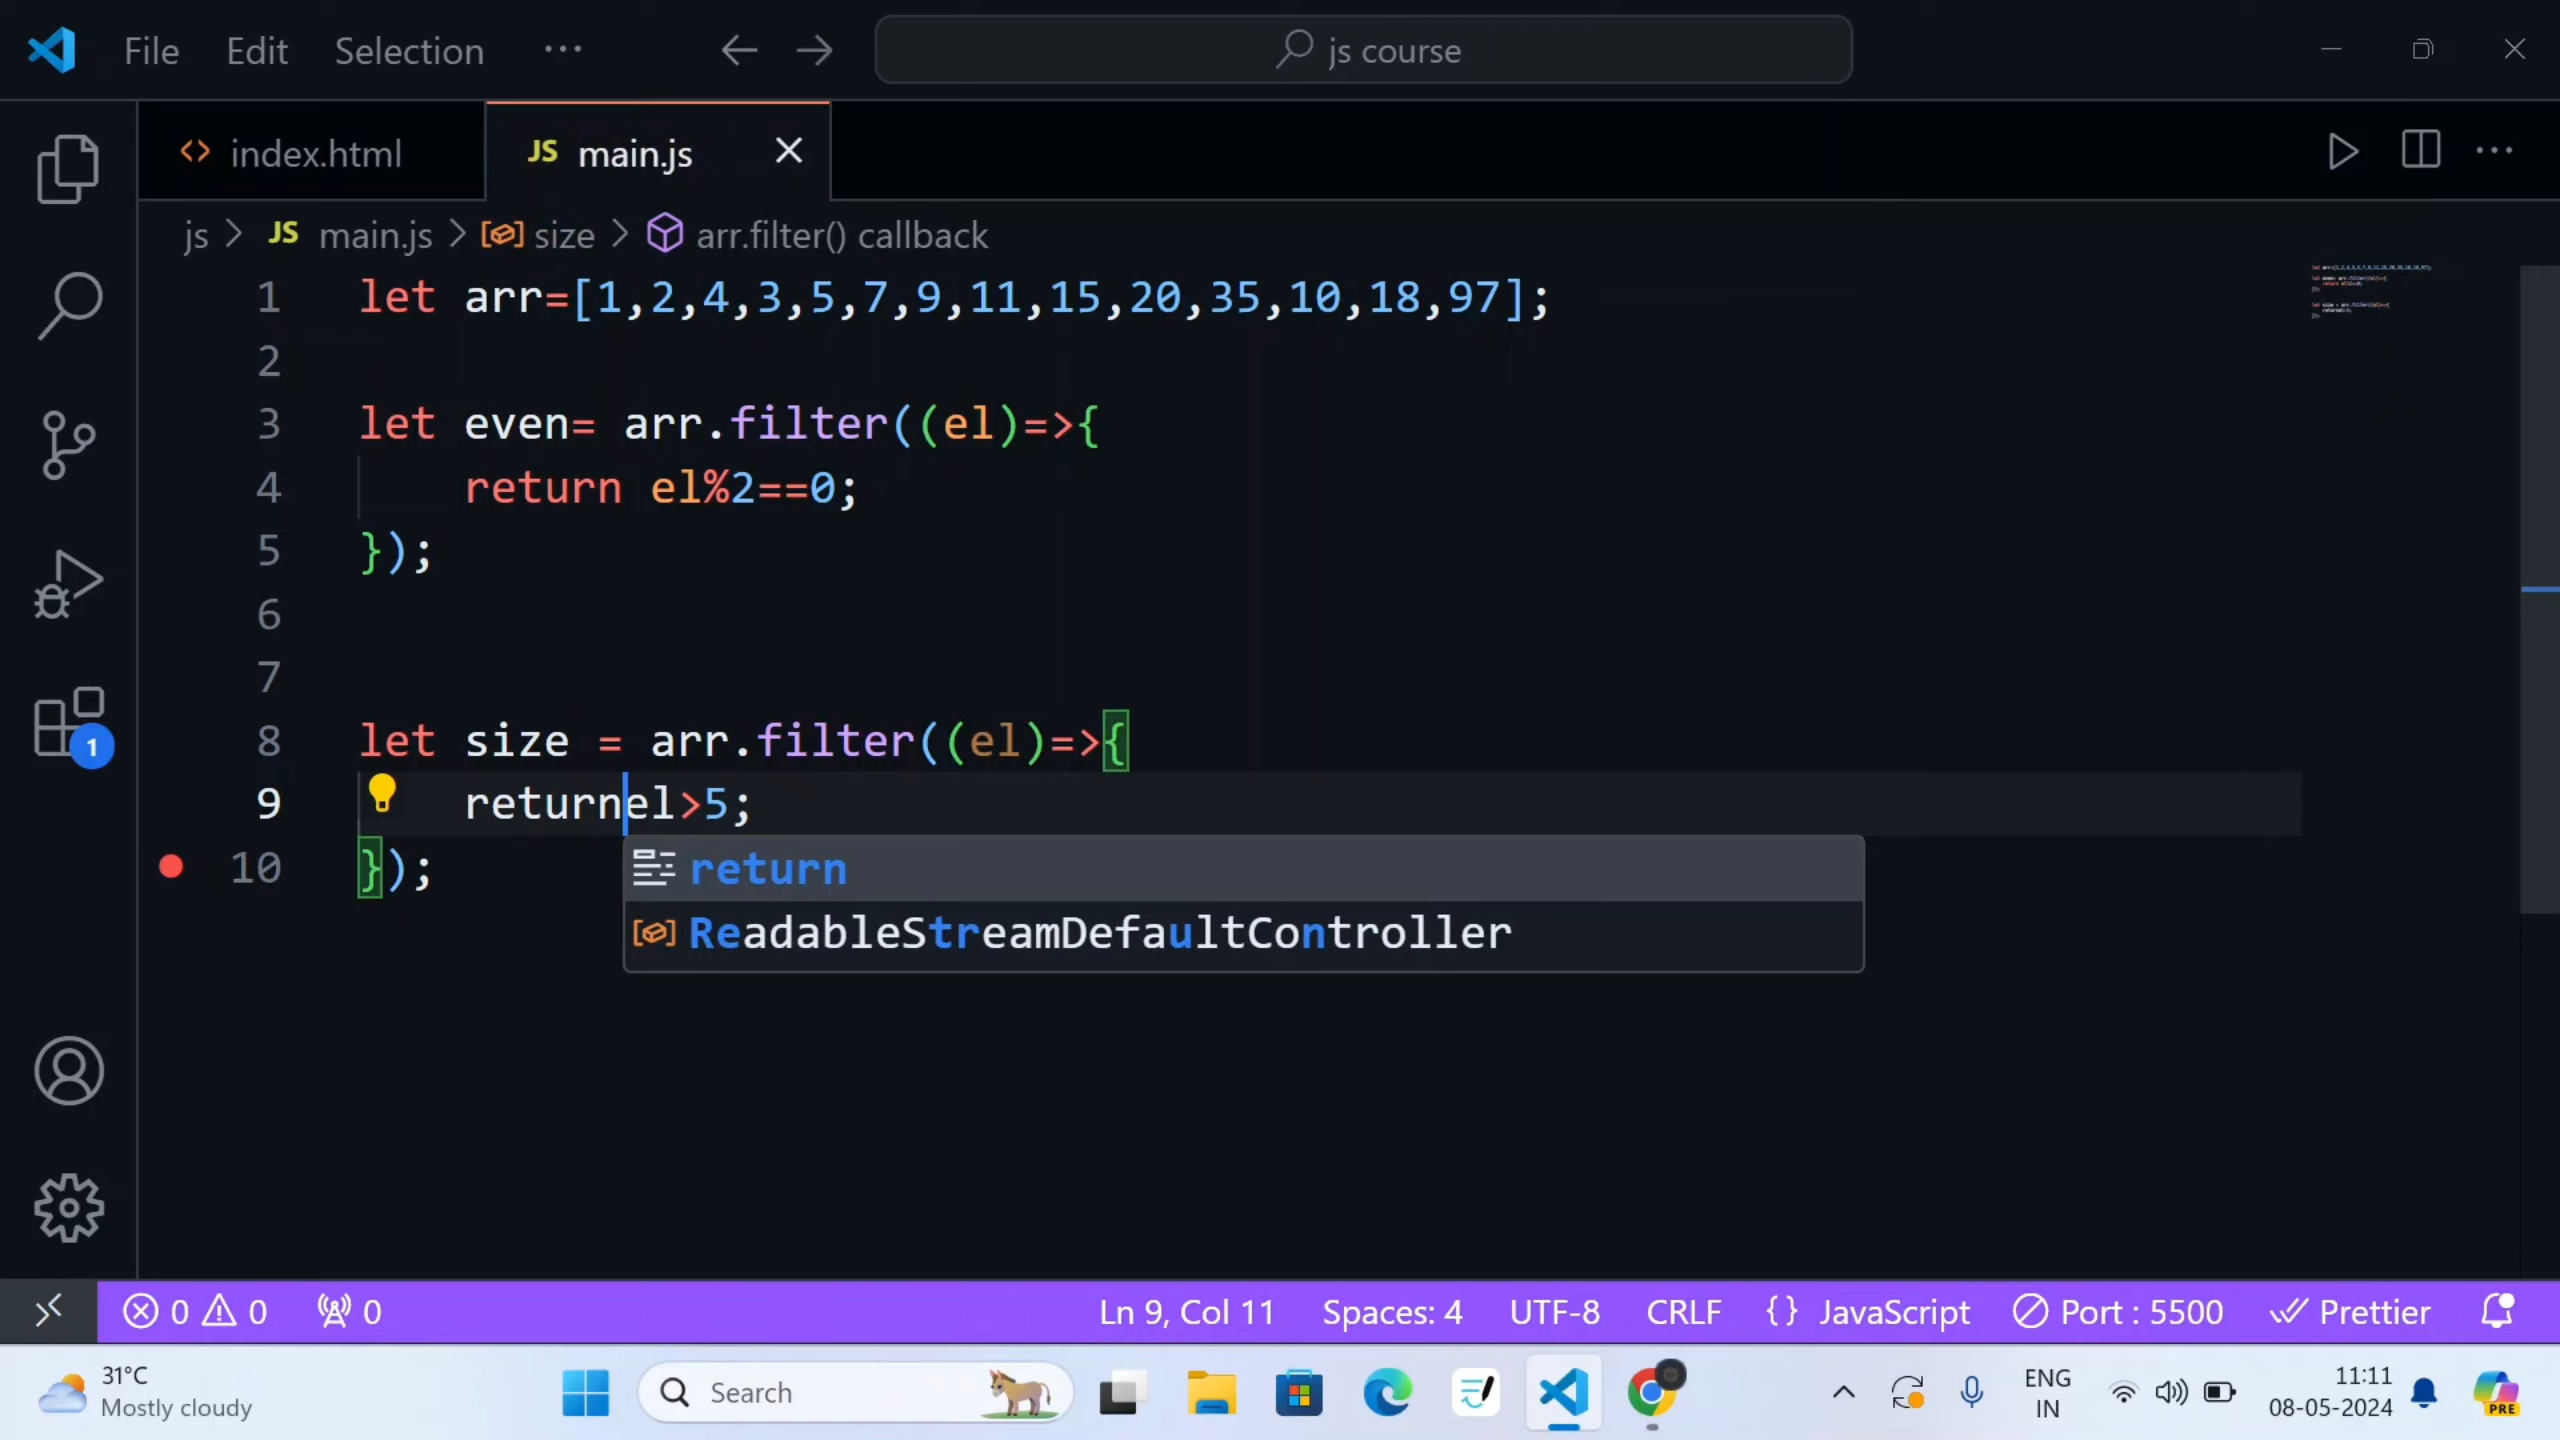 File Edit Selection ··· js course
index.html JS main.js
js > JS main.js > size > arr.filter() callback
1 let arr=[1,2,4,3,5,7,9,11,15,20,35,10,18,97];
2
3 let even= arr.filter((el)=>{
4 return el%2==0;
5 });
6
7
8 let size = arr.filter((el)=>{
9 returnel>5;
10 });
return
ReadableStreamDefaultController
1
0 0 0 Ln 9, Col 11 Spaces: 4 UTF-8 CRLF {} JavaScript Port : 5500 Prettier
31°C
Mostly cloudy
Search
ENG
IN
11:11
08-05-2024
PRE